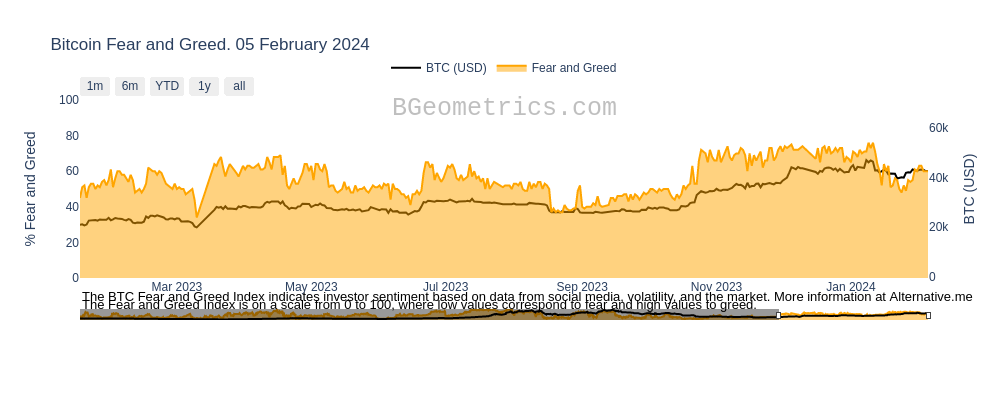 Bitcoin Fear and Greed. 05 February 2024
BTC (USD) Fear and Greed
1m 6m YTD 1y all
BGeometrics.com
100
80
60
40
20
0
% Fear and Greed
60k
40k
20k
0
BTC (USD)
Mar 2023 May 2023 Jul 2023 Sep 2023 Nov 2023 Jan 2024
The BTC Fear and Greed Index indicates investor sentiment based on data from social media, volatility, and the market. More information at Alternative.me
The Fear and Greed Index is on a scale from 0 to 100, where low values correspond to fear and high values to greed.